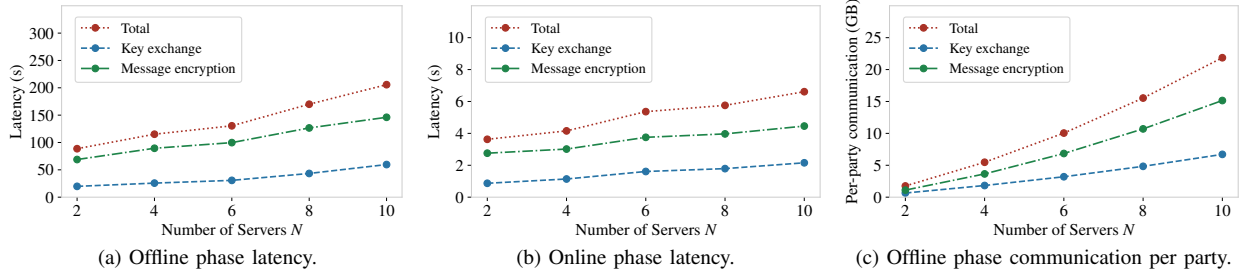 Latency (s)
300
250
200
150
100
50
0
Total
Key exchange
Message encryption
2 4 6 8 10
Number of Servers N
(a) Offline phase latency.
Latency (s)
10
8
6
4
2
0
Total
Key exchange
Message encryption
2 4 6 8 10
Number of Servers N
(b) Online phase latency.
Per-party communication (GB)
25
20
15
10
5
0
Total
Key exchange
Message encryption
2 4 6 8 10
Number of Servers N
(c) Offline phase communication per party.